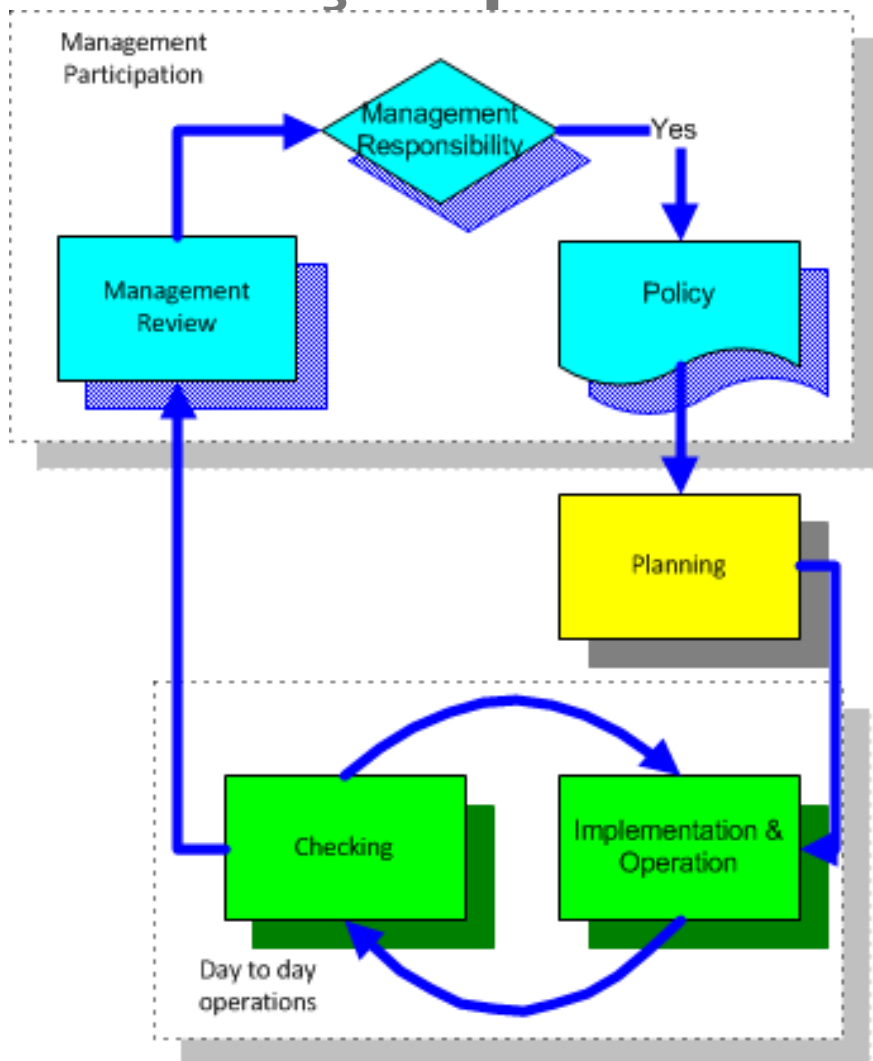 Management
Participation
Management
Responsibility
Yes
Management
Review
Policy
Planning
Checking
Implementation &
Operation
Day to day
operations